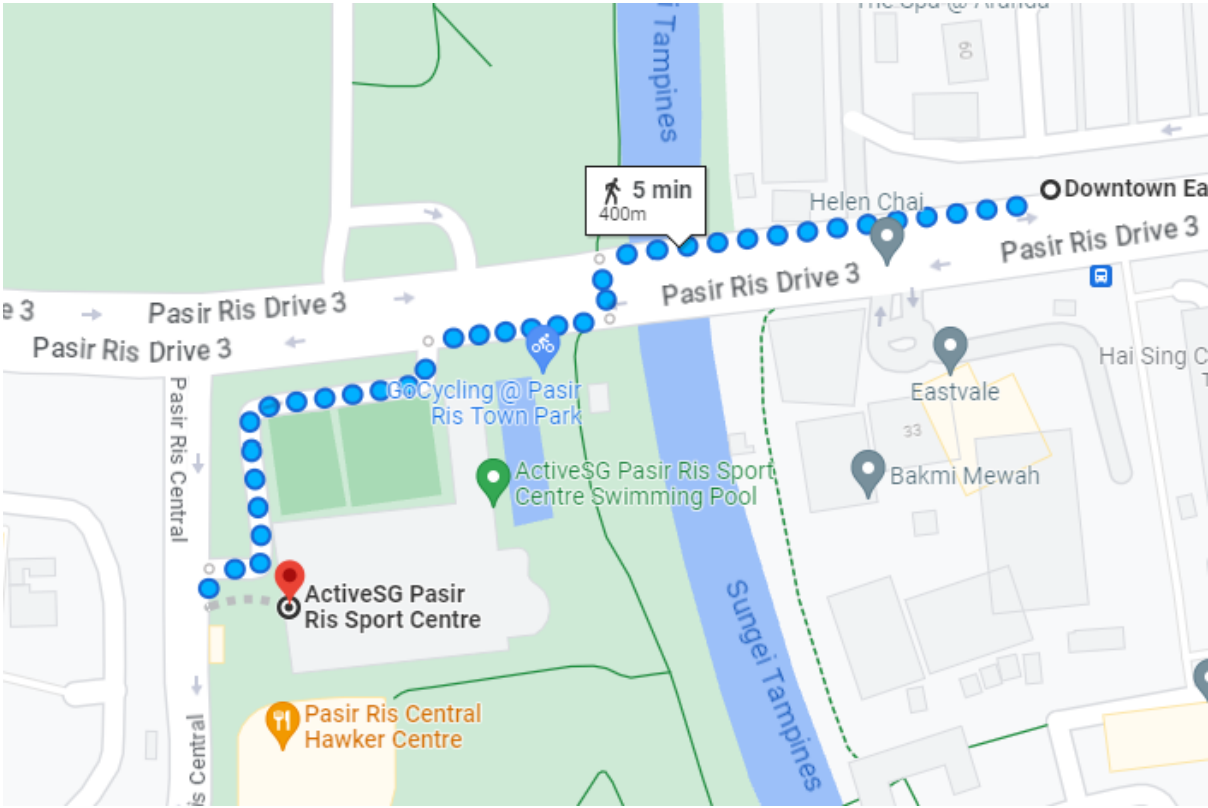 The Spa @ Aranda
i Tampines
60
5 min
400m
Downtown Ea
Helen Chai
Pasir Ris Drive 3
Pasir Ris Drive 3
Pasir Ris Drive 3
e 3
Pasir Ris Drive 3
Hai Sing C
T
Eastvale
GoCycling @ Pasir
Ris Town Park
33
Pasir Ris Central
ActiveSG Pasir Ris Sport
Centre Swimming Pool
Bakmi Mewah
ActiveSG Pasir
Ris Sport Centre
Sungei Tampines
Pasir Ris Central
Hawker Centre
is Central